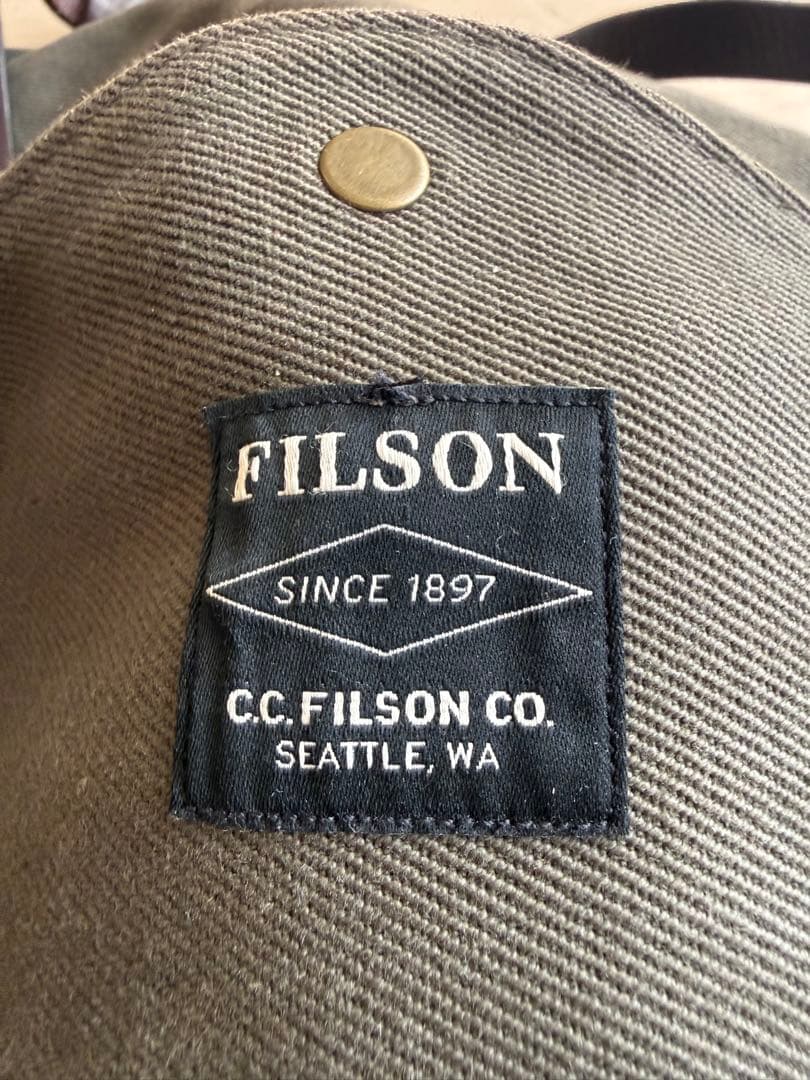 FILSON
SINCE 1897
C.C. FILSON CO.
SEATTLE, WA